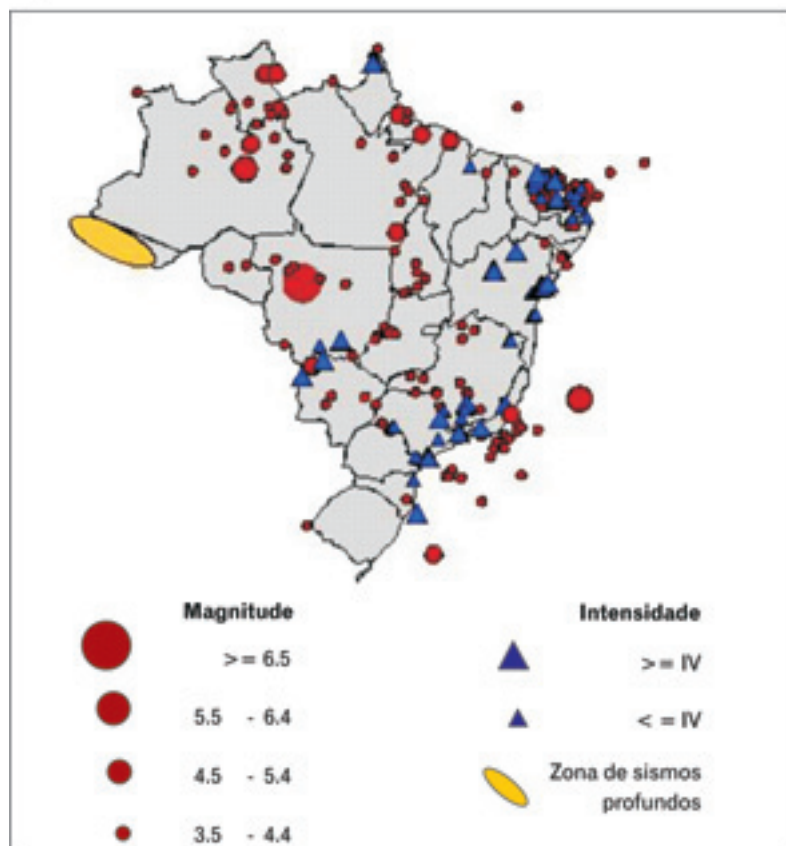 Magnitude
>= 6.5
5.5 - 6.4
4.5 - 5.4
3.5 - 4.4
Intensidade
>= IV
<= IV
Zona de sismos
profundos